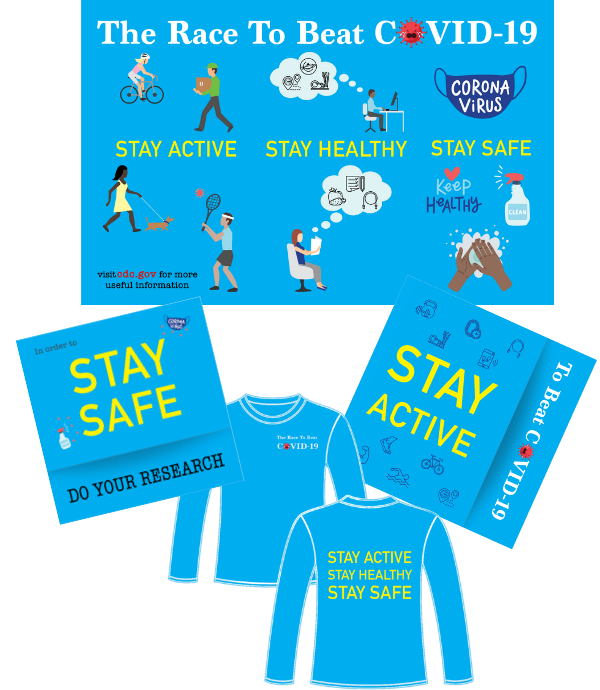 The Race To Beat COVID-19
CORONA
VIRUS
STAY ACTIVE STAY HEALTHY STAY SAFE
Keep
HEALTHY
CLEAN
visit cdc.gov for more
useful information
In order to
CORONA
VIRUS
STAY
SAFE
DO YOUR RESEARCH
STAY
ACTIVE
To Beat COVID-19
The Race To Beat
COVID-19
STAY ACTIVE
STAY HEALTHY
STAY SAFE